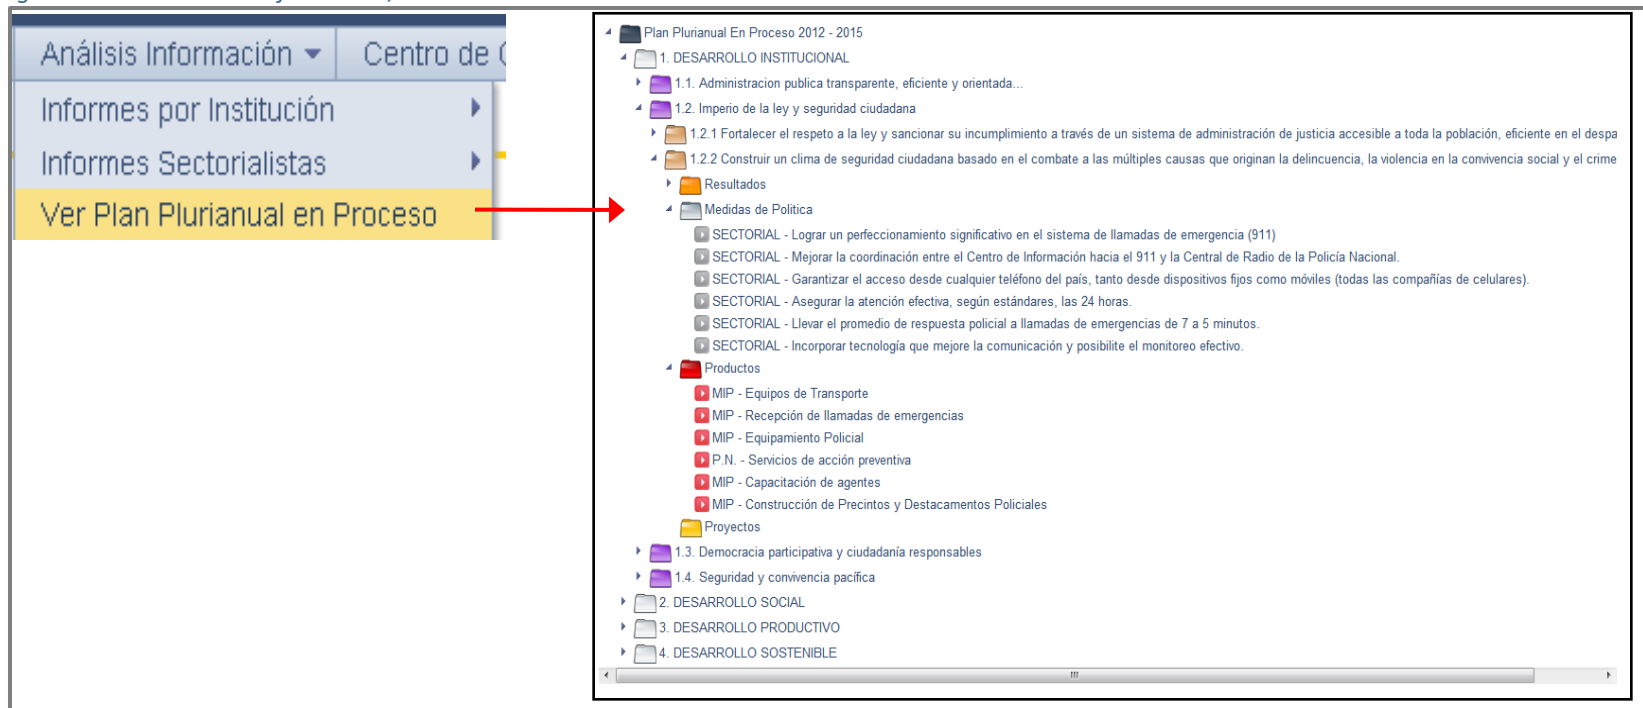 Análisis Información
Centro de
Informes por Institución
Informes Sectorialistas
Ver Plan Plurianual en Proceso
Plan Plurianual En Proceso 2012 - 2015
1. DESARROLLO INSTITUCIONAL
1.1. Administracion publica transparente, eficiente y orientada...
1.2. Imperio de la ley y seguridad ciudadana
1.2.1 Fortalecer el respeto a la ley y sancionar su incumplimiento a través de un sistema de administración de justicia accesible a toda la población, eficiente en el despa
1.2.2 Construir un clima de seguridad ciudadana basado en el combate a las múltiples causas que originan la delincuencia, la violencia en la convivencia social y el crime
Resultados
Medidas de Politica
SECTORIAL - Lograr un perfeccionamiento significativo en el sistema de llamadas de emergencia (911)
SECTORIAL - Mejorar la coordinación entre el Centro de Información hacia el 911 y la Central de Radio de la Policía Nacional.
SECTORIAL - Garantizar el acceso desde cualquier teléfono del país, tanto desde dispositivos fijos como móviles (todas las compañías de celulares).
SECTORIAL - Asegurar la atención efectiva, según estándares, las 24 horas.
SECTORIAL - Llevar el promedio de respuesta policial a llamadas de emergencias de 7 a 5 minutos.
SECTORIAL - Incorporar tecnología que mejore la comunicación y posibilite el monitoreo efectivo.
Productos
MIP - Equipos de Transporte
MIP - Recepción de llamadas de emergencias
MIP - Equipamiento Policial
P.N. - Servicios de acción preventiva
MIP - Capacitación de agentes
MIP - Construcción de Precintos y Destacamentos Policiales
Proyectos
1.3. Democracia participativa y ciudadanía responsables
1.4. Seguridad y convivencia pacífica
2. DESARROLLO SOCIAL
3. DESARROLLO PRODUCTIVO
4. DESARROLLO SOSTENIBLE